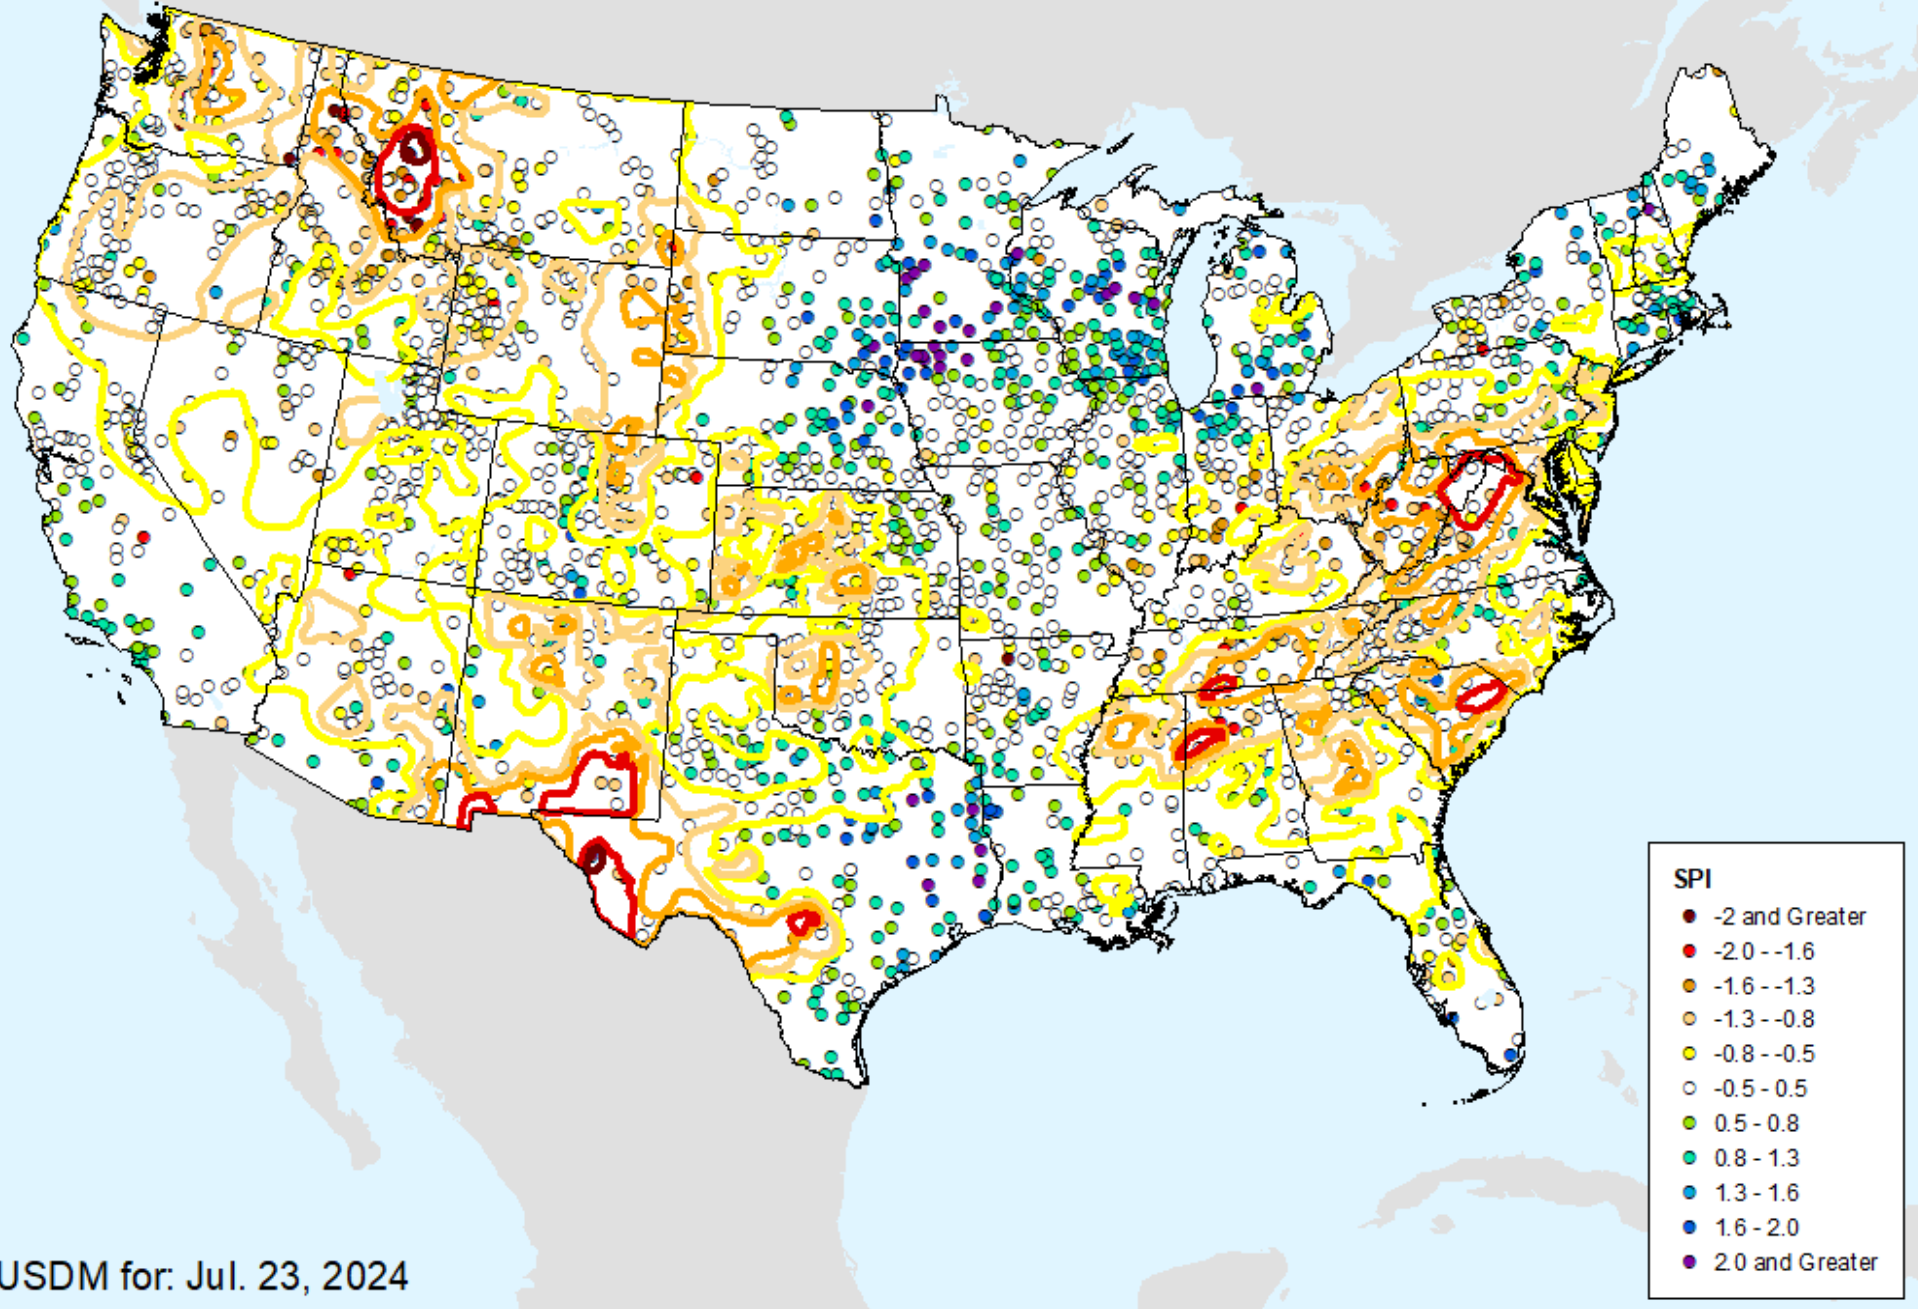 SPI
-2 and Greater
-2.0 - -1.6
-1.6 - -1.3
-1.3 - -0.8
-0.8 - -0.5
-0.5 - 0.5
0.5 - 0.8
0.8 - 1.3
1.3 - 1.6
1.6 - 2.0
2.0 and Greater
USDM for: Jul. 23, 2024